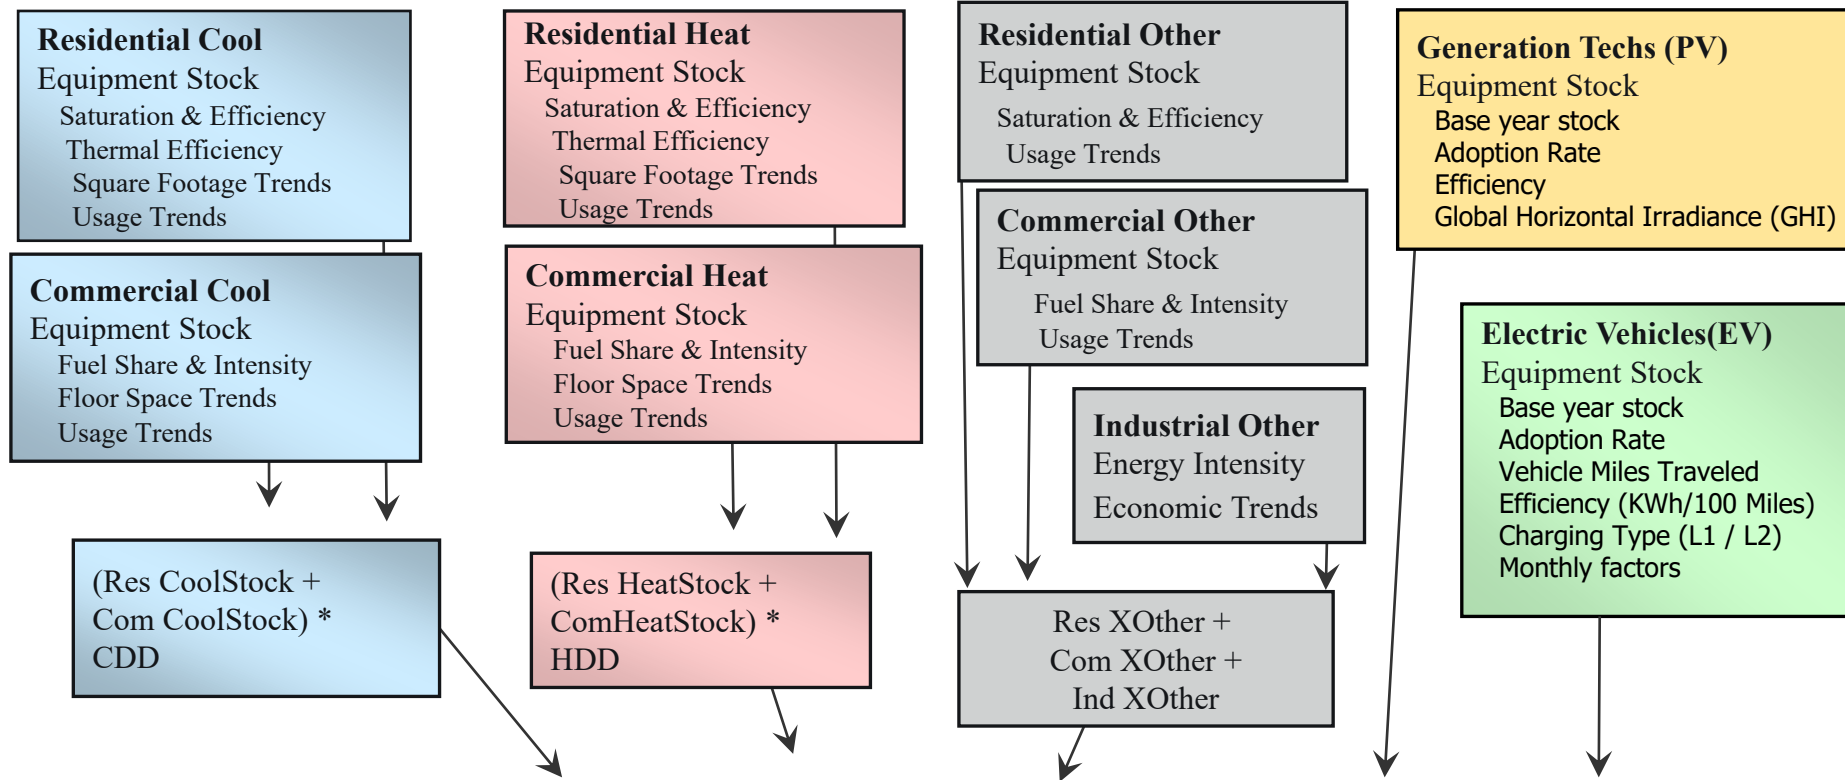 Residential Cool
Equipment Stock
Saturation & Efficiency
Thermal Efficiency
Square Footage Trends
Usage Trends
Commercial Cool
Equipment Stock
Fuel Share & Intensity
Floor Space Trends
Usage Trends
(Res CoolStock +
Com CoolStock) *
CDD
Residential Heat
Equipment Stock
Saturation & Efficiency
Thermal Efficiency
Square Footage Trends
Usage Trends
Commercial Heat
Equipment Stock
Fuel Share & Intensity
Floor Space Trends
Usage Trends
(Res HeatStock +
ComHeatStock) *
HDD
Residential Other
Equipment Stock
Saturation & Efficiency
Usage Trends
Commercial Other
Equipment Stock
Fuel Share & Intensity
Usage Trends
Industrial Other
Energy Intensity
Economic Trends
Res XOther +
Com XOther +
Ind XOther
Generation Techs (PV)
Equipment Stock
Base year stock
Adoption Rate
Efficiency
Global Horizontal Irradiance (GHI)
Electric Vehicles(EV)
Equipment Stock
Base year stock
Adoption Rate
Vehicle Miles Traveled
Efficiency (KWh/100 Miles)
Charging Type (L1 / L2)
Monthly factors